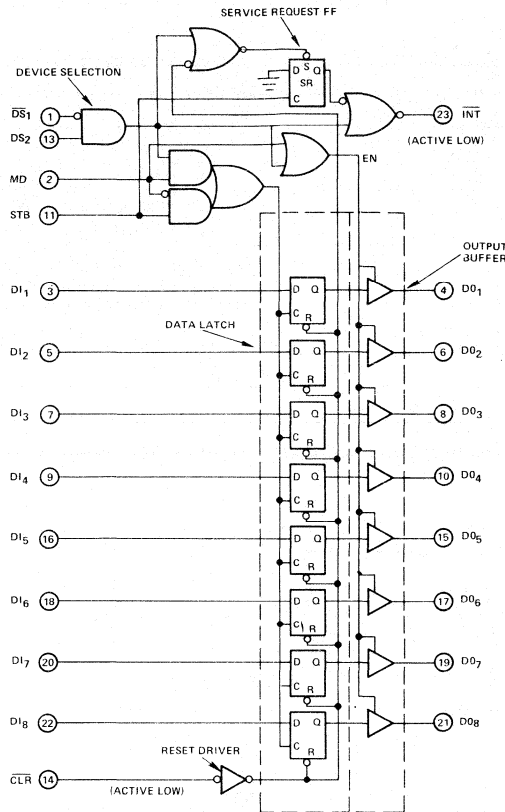 SERVICE REQUEST FF
DEVICE SELECTION
D S Q
SR
C
DS1 1
DS2 13
23 INT
(ACTIVE LOW)
MD 2
EN
STB 11
OUTPUT
BUFFER
DI1 3 D Q 4 DO1
C R
DATA LATCH
DI2 5 D Q 6 DO2
C R
DI3 7 D Q 8 DO3
C R
DI4 9 D Q 10 DO4
C R
DI5 16 D Q 15 DO5
C R
DI6 18 D Q 17 DO6
C R
DI7 20 D Q 19 DO7
C R
DI8 22 D Q 21 DO8
C R
RESET DRIVER
CLR 14
(ACTIVE LOW)